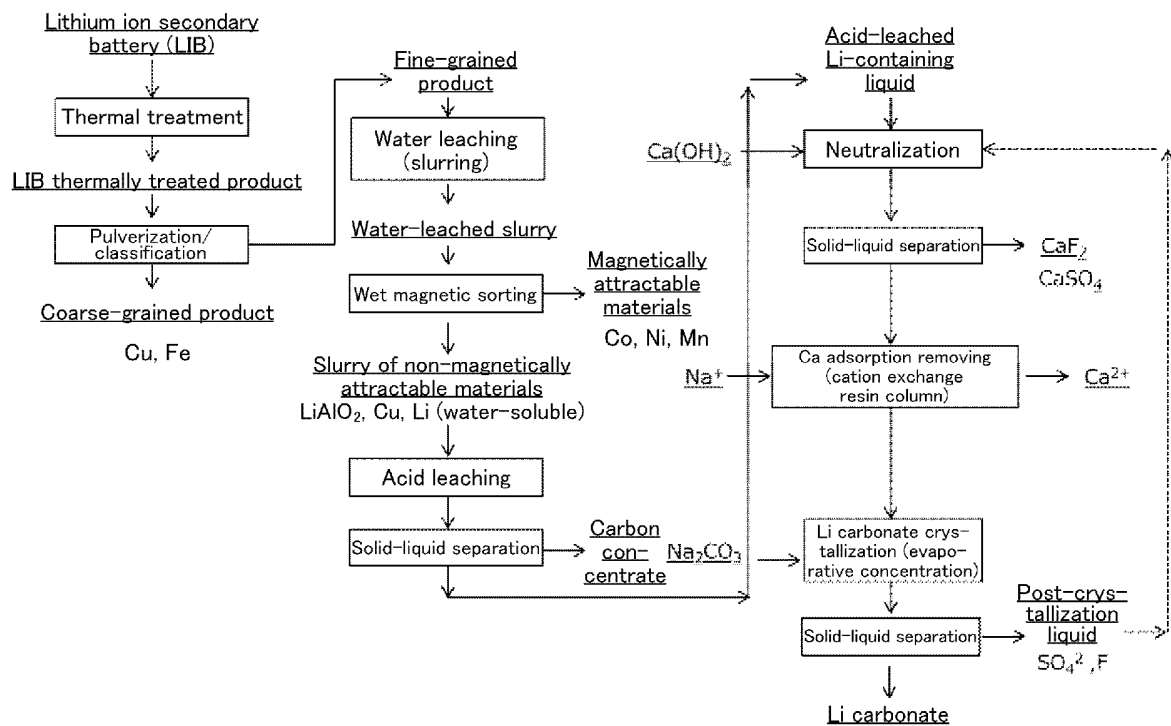 Lithium ion secondary
battery (LIB)
Thermal treatment
LIB thermally treated product
Pulverization/
classification
Coarse-grained product
Cu, Fe
Fine-grained
product
Water leaching
(slurring)
Water-leached slurry
Wet magnetic sorting
Magnetically
attractable
materials
Co, Ni, Mn
Slurry of non-magnetically
attractable materials
LiAlO₂, Cu, Li (water-soluble)
Acid leaching
Solid-liquid separation
Carbon
con-
centrate
Acid-leached
Li-containing
liquid
Ca(OH)₂
Neutralization
Solid-liquid separation
CaF₂
CaSO₄
Na⁺
Ca adsorption removing
(cation exchange
resin column)
Ca²⁺
Na₂CO₃
Li carbonate crys-
tallization (evapo-
rative concentration)
Solid-liquid separation
Post-crys-
tallization
liquid
SO₄² ,F
Li carbonate